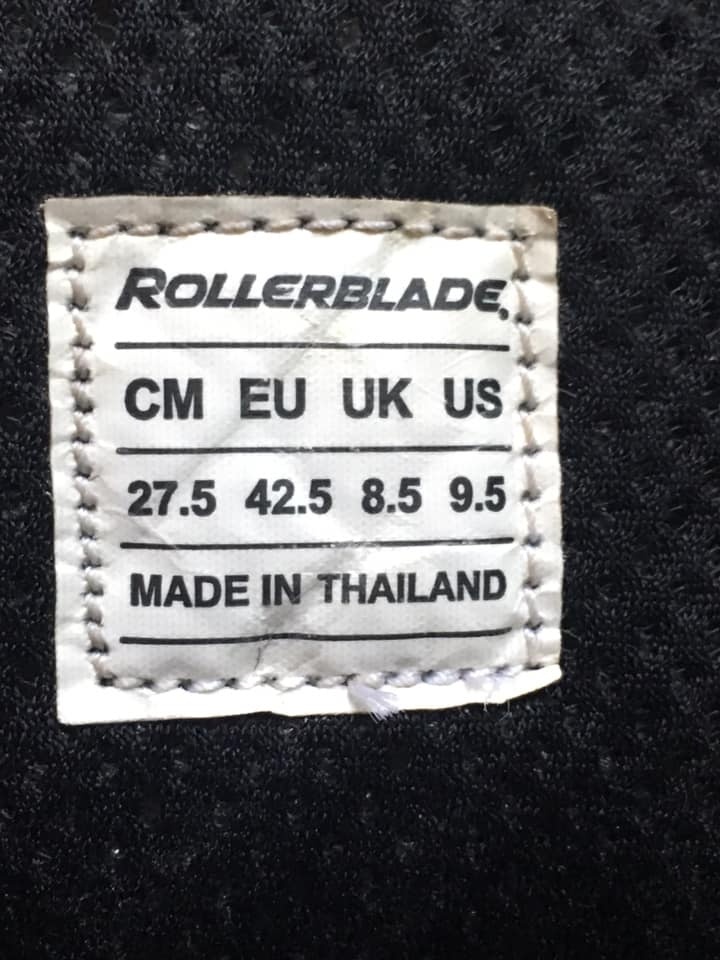 ROLLERBLADE.
CM EU UK US
27.5 42.5 8.5 9.5
MADE IN THAILAND